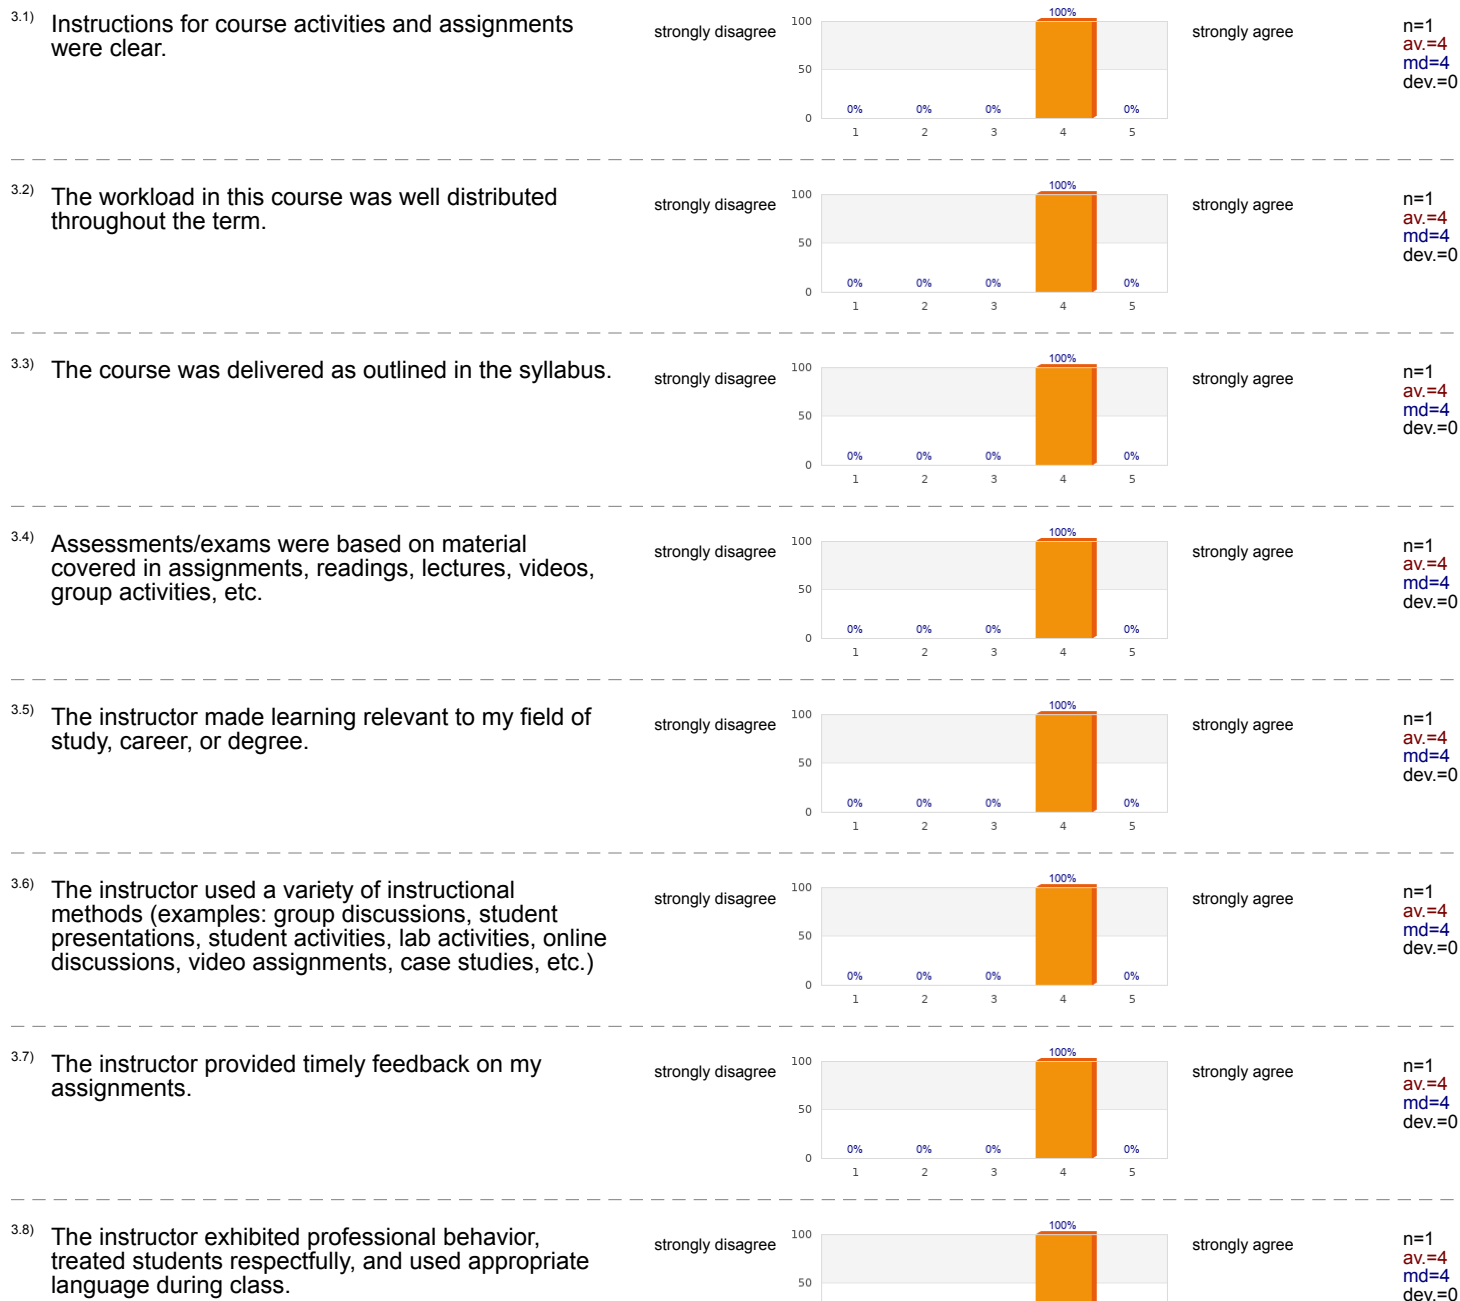 3.1) Instructions for course activities and assignments
were clear.
strongly disagree
100
50
0
100%
0% 0% 0% 0%
1 2 3 4 5
strongly agree
n=1
av.=4
md=4
dev.=0
3.2) The workload in this course was well distributed
throughout the term.
strongly disagree
100
50
0
100%
0% 0% 0% 0%
1 2 3 4 5
strongly agree
n=1
av.=4
md=4
dev.=0
3.3) The course was delivered as outlined in the syllabus.
strongly disagree
100
50
0
100%
0% 0% 0% 0%
1 2 3 4 5
strongly agree
n=1
av.=4
md=4
dev.=0
3.4) Assessments/exams were based on material
covered in assignments, readings, lectures, videos,
group activities, etc.
strongly disagree
100
50
0
100%
0% 0% 0% 0%
1 2 3 4 5
strongly agree
n=1
av.=4
md=4
dev.=0
3.5) The instructor made learning relevant to my field of
study, career, or degree.
strongly disagree
100
50
0
100%
0% 0% 0% 0%
1 2 3 4 5
strongly agree
n=1
av.=4
md=4
dev.=0
3.6) The instructor used a variety of instructional
methods (examples: group discussions, student
presentations, student activities, lab activities, online
discussions, video assignments, case studies, etc.)
strongly disagree
100
50
0
100%
0% 0% 0% 0%
1 2 3 4 5
strongly agree
n=1
av.=4
md=4
dev.=0
3.7) The instructor provided timely feedback on my
assignments.
strongly disagree
100
50
0
100%
0% 0% 0% 0%
1 2 3 4 5
strongly agree
n=1
av.=4
md=4
dev.=0
3.8) The instructor exhibited professional behavior,
treated students respectfully, and used appropriate
language during class.
strongly disagree
100
50
100%
strongly agree
n=1
av.=4
md=4
dev.=0